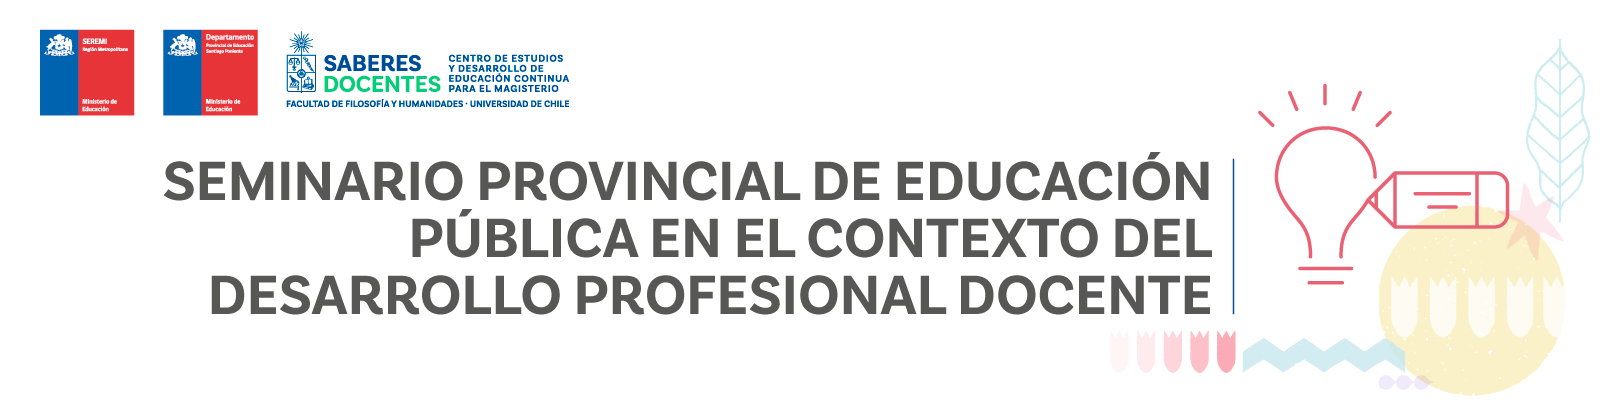 SEREMI
Región Metropolitana
Ministerio de
Educación
Departamento
Provincial de Educación
Santiago Poniente
Ministerio de
Educación
SABERES
DOCENTES
CENTRO DE ESTUDIOS
Y DESARROLLO DE
EDUCACIÓN CONTINUA
PARA EL MAGISTERIO
FACULTAD DE FILOSOFÍA Y HUMANIDADES · UNIVERSIDAD DE CHILE
SEMINARIO PROVINCIAL DE EDUCACIÓN
PÚBLICA EN EL CONTEXTO DEL
DESARROLLO PROFESIONAL DOCENTE